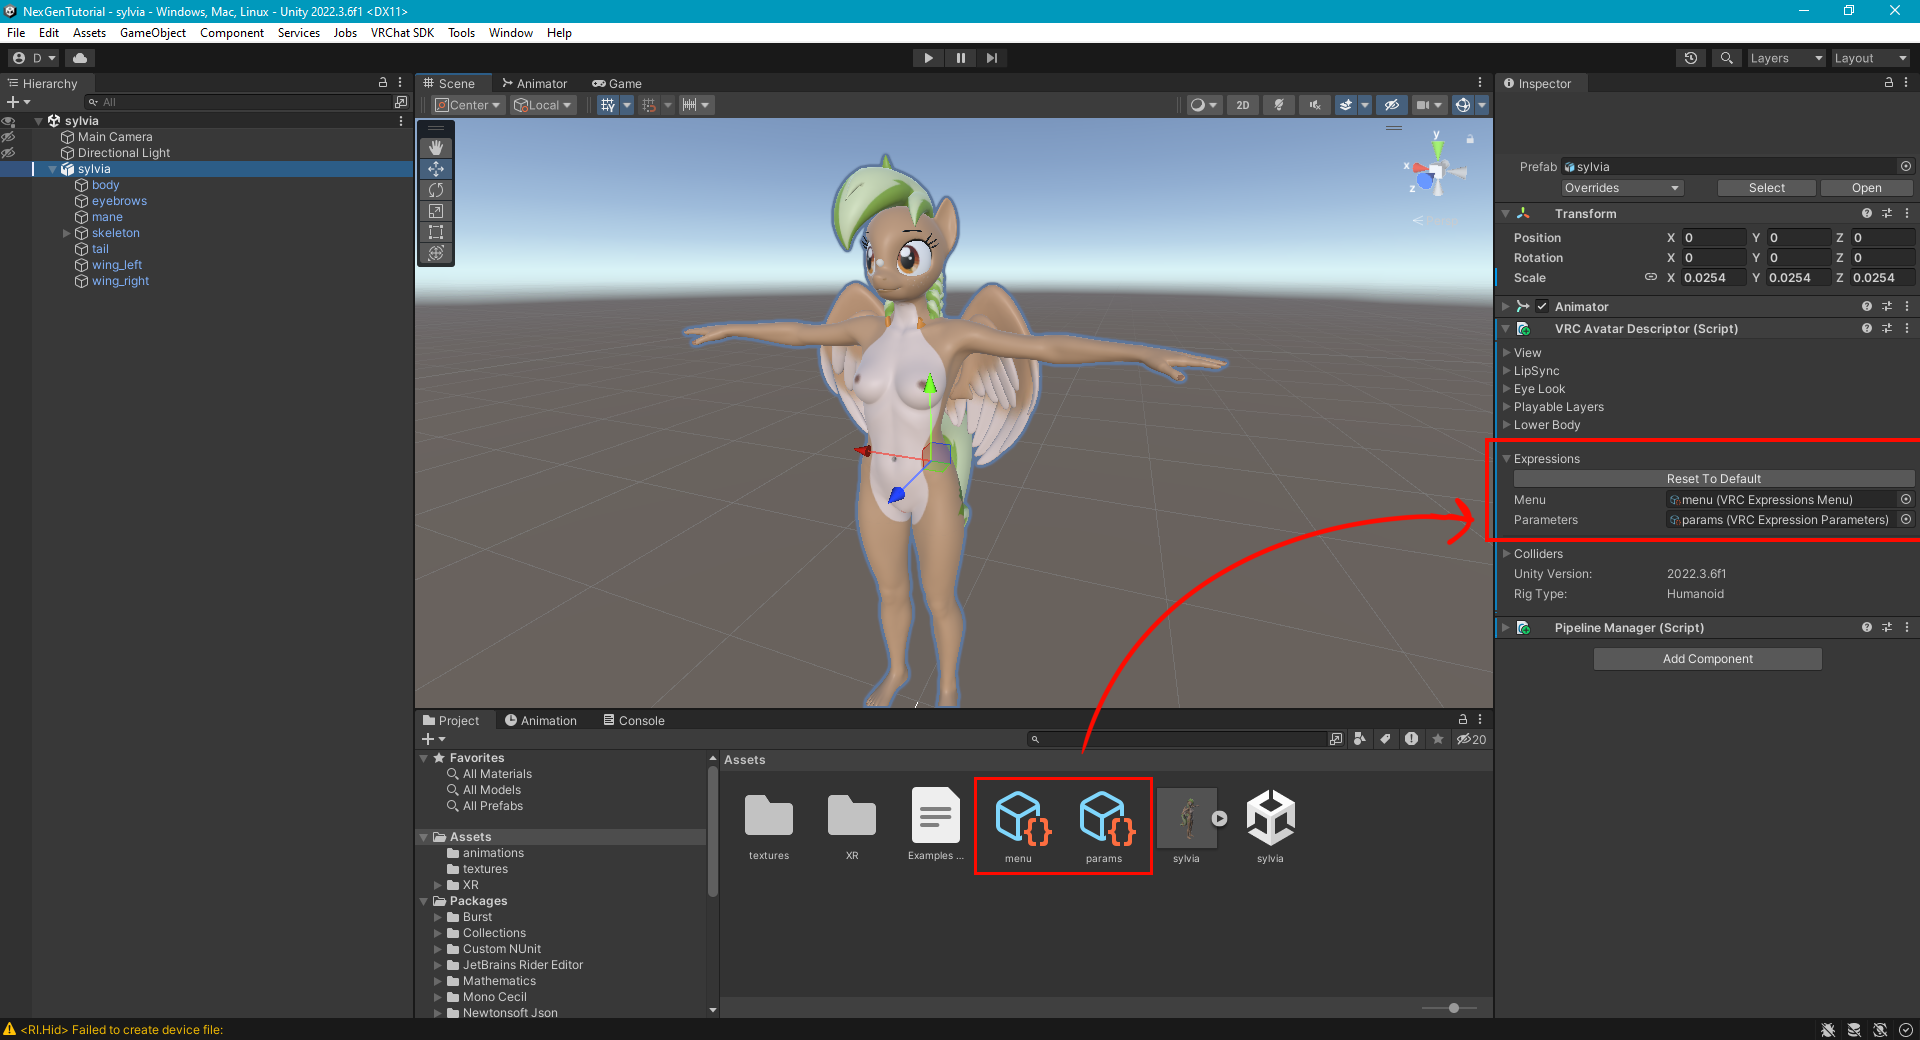 NexGenTutorial - sylvia - Windows, Mac, Linux - Unity 2022.3.6f1 <DX11>
File Edit Assets GameObject Component Services Jobs VRChat SDK Tools Window Help
D
Layers
Layout
Hierarchy
All
sylvia
Main Camera
Directional Light
sylvia
body
eyebrows
mane
skeleton
tail
wing_left
wing_right
Scene Animator Game
Center Local
2D
y
x
z
Inspector
Prefab sylvia
Overrides Select Open
Transform
Position X 0 Y 0 Z 0
Rotation X 0 Y 0 Z 0
Scale X 0.0254 Y 0.0254 Z 0.0254
Animator
VRC Avatar Descriptor (Script)
View
LipSync
Eye Look
Playable Layers
Lower Body
Expressions
Reset To Default
Menu menu (VRC Expressions Menu)
Parameters params (VRC Expression Parameters)
Colliders
Unity Version: 2022.3.6f1
Rig Type: Humanoid
Pipeline Manager (Script)
Add Component
Project Animation Console
20
Favorites
All Materials
All Models
All Prefabs
Assets
animations
textures
XR
Packages
Burst
Collections
Custom NUnit
JetBrains Rider Editor
Mathematics
Mono Cecil
Newtonsoft Json
Assets
textures XR Examples ... menu params sylvia sylvia
<RI.Hid> Failed to create device file: